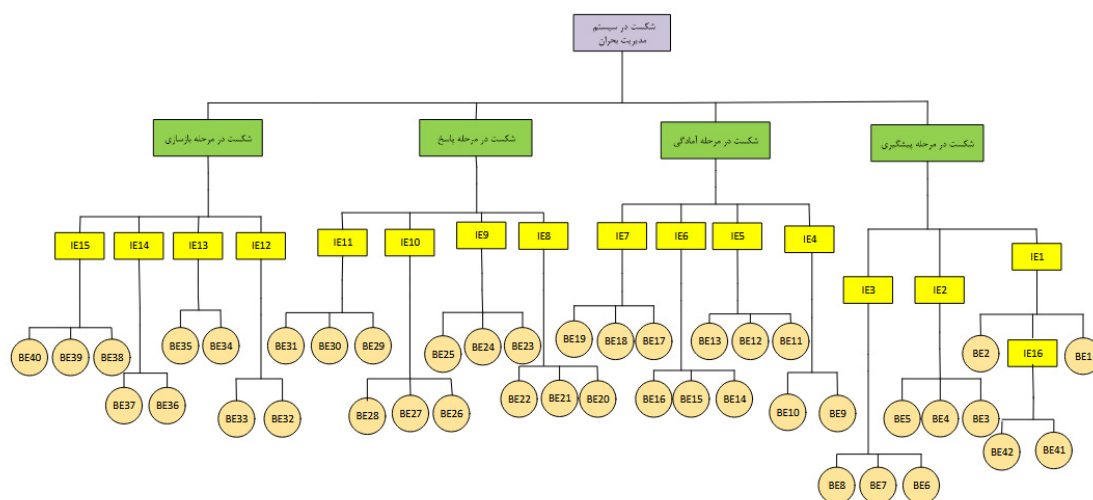 شکست در سیستم
مدیریت بحران
شکست در مرحله پیشگیری
شکست در مرحله آمادگی
شکست در مرحله پاسخ
شکست در مرحله بازسازی
IE1
IE2
IE3
IE4
IE5
IE6
IE7
IE8
IE9
IE10
IE11
IE12
IE13
IE14
IE15
BE1
IE16
BE2
BE41
BE42
BE3
BE4
BE5
BE6
BE7
BE8
BE9
BE10
BE11
BE12
BE13
BE14
BE15
BE16
BE17
BE18
BE19
BE20
BE21
BE22
BE23
BE24
BE25
BE26
BE27
BE28
BE29
BE30
BE31
BE32
BE33
BE34
BE35
BE36
BE37
BE38
BE39
BE40